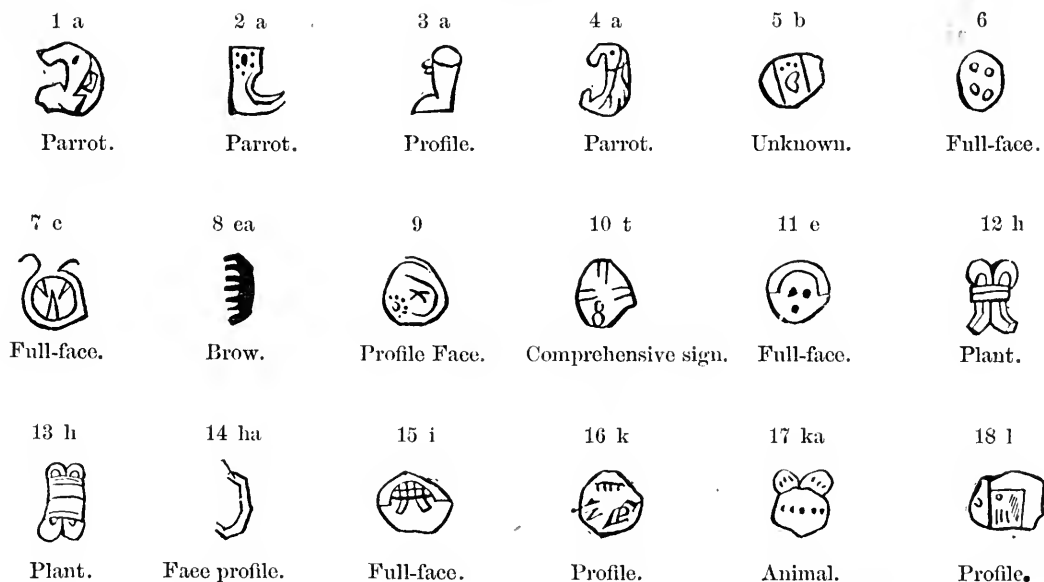 1 a 2 a 3 a 4 a 5 b 6
Parrot. Parrot. Profile. Parrot. Unknown. Full-face.
7 c 8 ea 9 10 t 11 e 12 h
Full-face. Brow. Profile Face. Comprehensive sign. Full-face. Plant.
13 h 14 ha 15 i 16 k 17 ka 18 l
Plant. Face profile. Full-face. Profile. Animal. Profile.